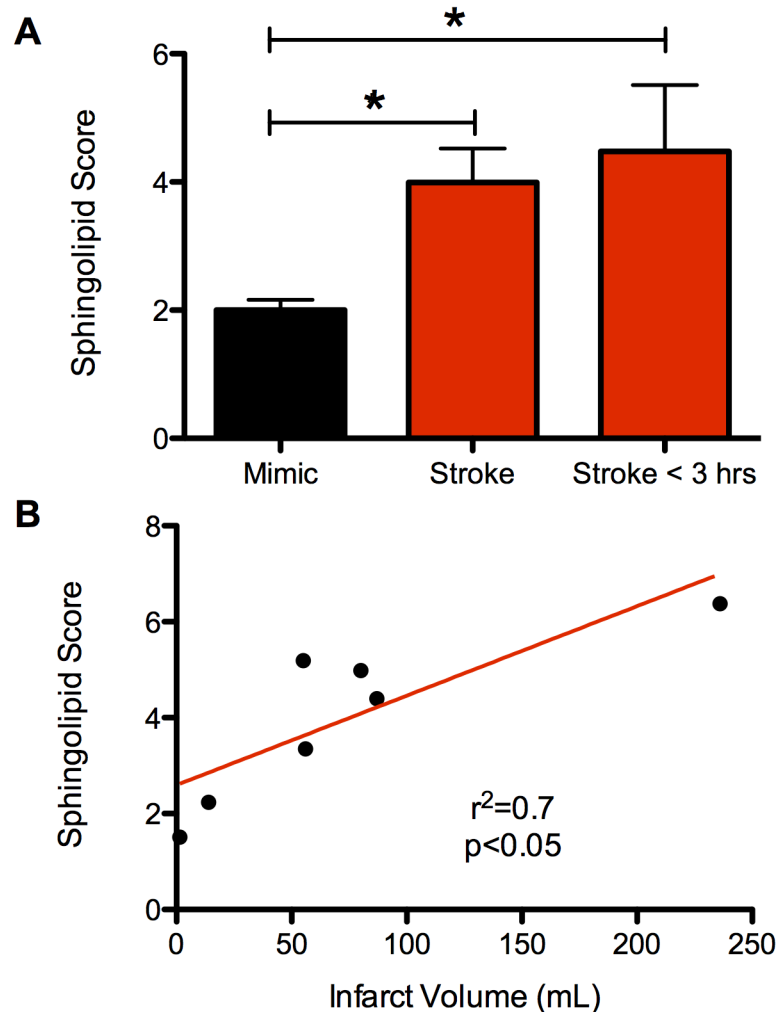 A
*
*
6
4
2
0
Sphingolipid Score
Mimic
Stroke
Stroke < 3 hrs
B
8
6
4
2
0
Sphingolipid Score
r²=0.7
p<0.05
0
50
100
150
200
250
Infarct Volume (mL)